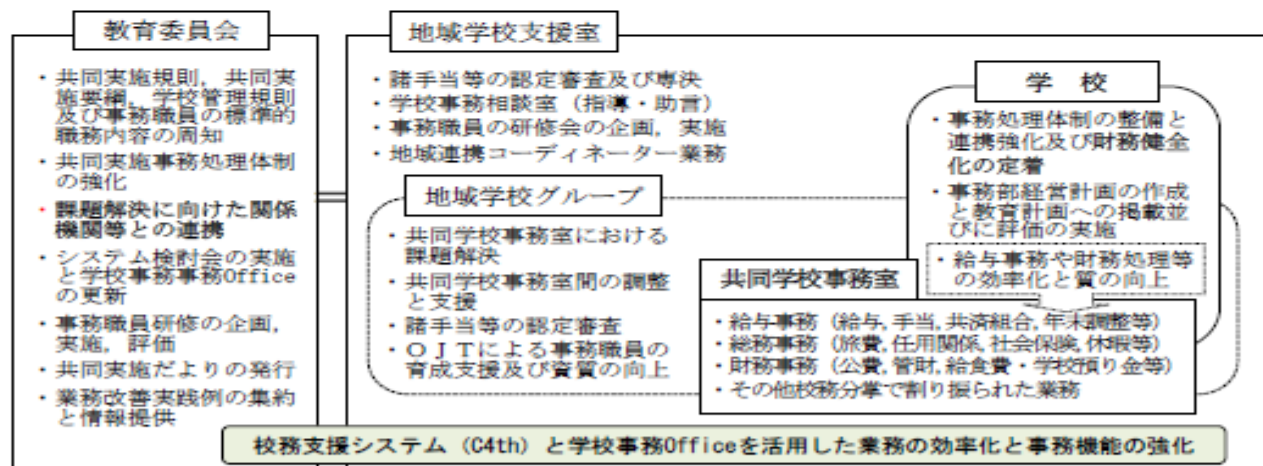 教育委員会
・共同実施規則，共同実
施要綱，学校管理規則
及び事務職員の標準的
職務内容の周知
・共同実施事務処理体制
の強化
・課題解決に向けた関係
機関等との連携
・システム検討会の実施
と学校事務事務Office
の更新
・事務職員研修の企画，
実施，評価
・共同実施だよりの発行
・業務改善実践例の集約
と情報提供
地域学校支援室
・諸手当等の認定審査及び専決
・学校事務相談室（指導・助言）
・事務職員の研修会の企画，実施
・地域連携コーディネーター業務
地域学校グループ
・共同学校事務室における
課題解決
・共同学校事務室間の調整
と支援
・諸手当等の認定審査
・ＯＪＴによる事務職員の
育成支援及び資質の向上
学校
・事務処理体制の整備と
連携強化及び財務健全
化の定着
・事務部経営計画の作成
と教育計画への掲載並
びに評価の実施
・給与事務や財務処理等
の効率化と質の向上
共同学校事務室
・給与事務（給与，手当，共済組合，年末調整等）
・総務事務（旅費，任用関係，社会保険，休暇等）
・財務事務（公費，管財，給食費・学校預り金等）
・その他校務分掌で割り振られた業務
校務支援システム（C4th）と学校事務Officeを活用した業務の効率化と事務機能の強化